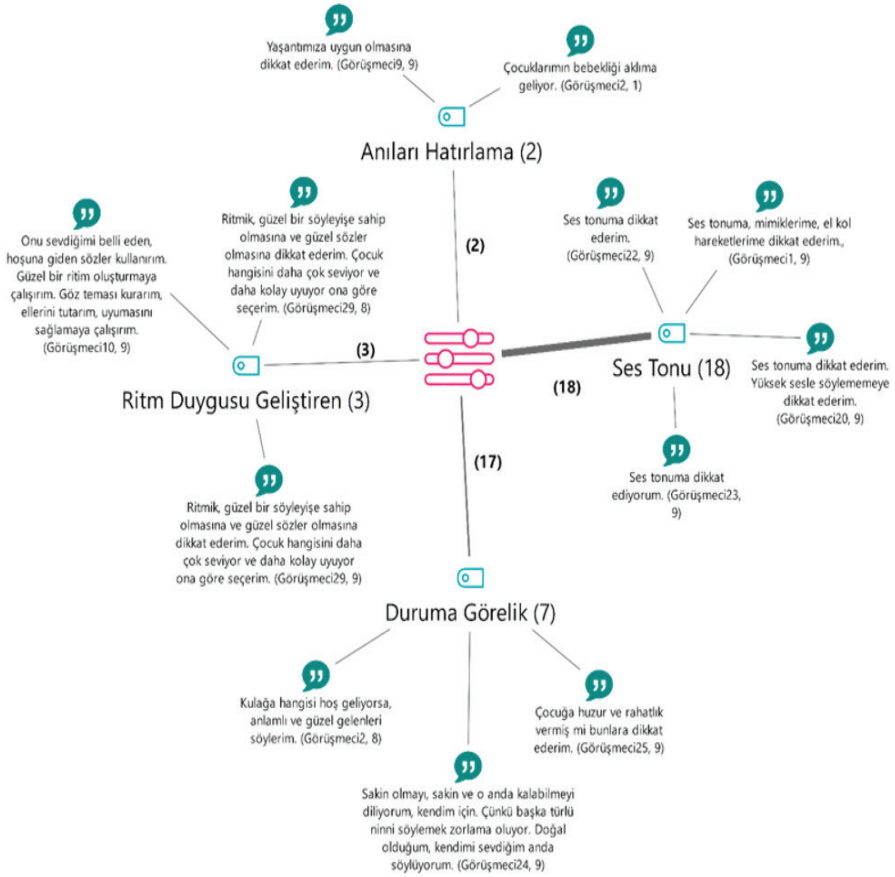 Yaşantımıza uygun olmasına
dikkat ederim. (Görüşmeci9, 9)
Çocuklarımın bebekliği aklıma
geliyor. (Görüşmeci2, 1)
Anıları Hatırlama (2)
(2)
Onu sevdiğimi belli eden,
hoşuna giden sözler kullanırım.
Güzel bir ritim oluşturmaya
çalışırım. Göz teması kurarım,
ellerini tutarım, uyumasını
sağlamaya çalışırım.
(Görüşmeci10, 9)
Ritmik, güzel bir söyleyişe sahip
olmasına ve güzel sözler
olmasına dikkat ederim. Çocuk
hangisini daha çok seviyor ve
daha kolay uyuyor ona göre
seçerim. (Görüşmeci29, 8)
Ses tonuma dikkat
ederim.
(Görüşmeci22, 9)
Ses tonuma, mimiklerime, el kol
hareketlerime dikkat ederim.,
(Görüşmeci1, 9)
(3)
Ritm Duygusu Geliştiren (3)
(18)
Ses Tonu (18)
Ses tonuma dikkat ederim.
Yüksek sesle söylememeye
dikkat ederim.
(Görüşmeci20, 9)
(17)
Ses tonuma dikkat
ediyorum. (Görüşmeci23,
9)
Ritmik, güzel bir söyleyişe sahip
olmasına ve güzel sözler olmasına
dikkat ederim. Çocuk hangisini daha
çok seviyor ve daha kolay uyuyor
ona göre seçerim. (Görüşmeci29, 9)
Duruma Görelik (7)
Kulağa hangisi hoş geliyorsa,
anlamlı ve güzel gelenleri
söylerim. (Görüşmeci2, 8)
Çocuğa huzur ve rahatlık
vermiş mi bunlara dikkat
ederim. (Görüşmeci25, 9)
Sakin olmayı, sakin ve o anda kalabilmeyi
diliyorum, kendim için. Çünkü başka türlü
ninni söylemek zorlama oluyor. Doğal
olduğum, kendimi sevdiğim anda
söylüyorum. (Görüşmeci24, 9)